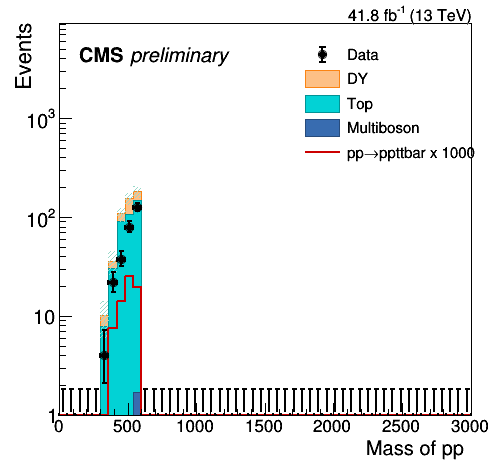 41.8 fb⁻¹ (13 TeV)
Events
CMS preliminary
Data
DY
Top
Multiboson
pp→ppttbar x 1000
10³
10²
10
1
0 500 1000 1500 2000 2500 3000
Mass of pp